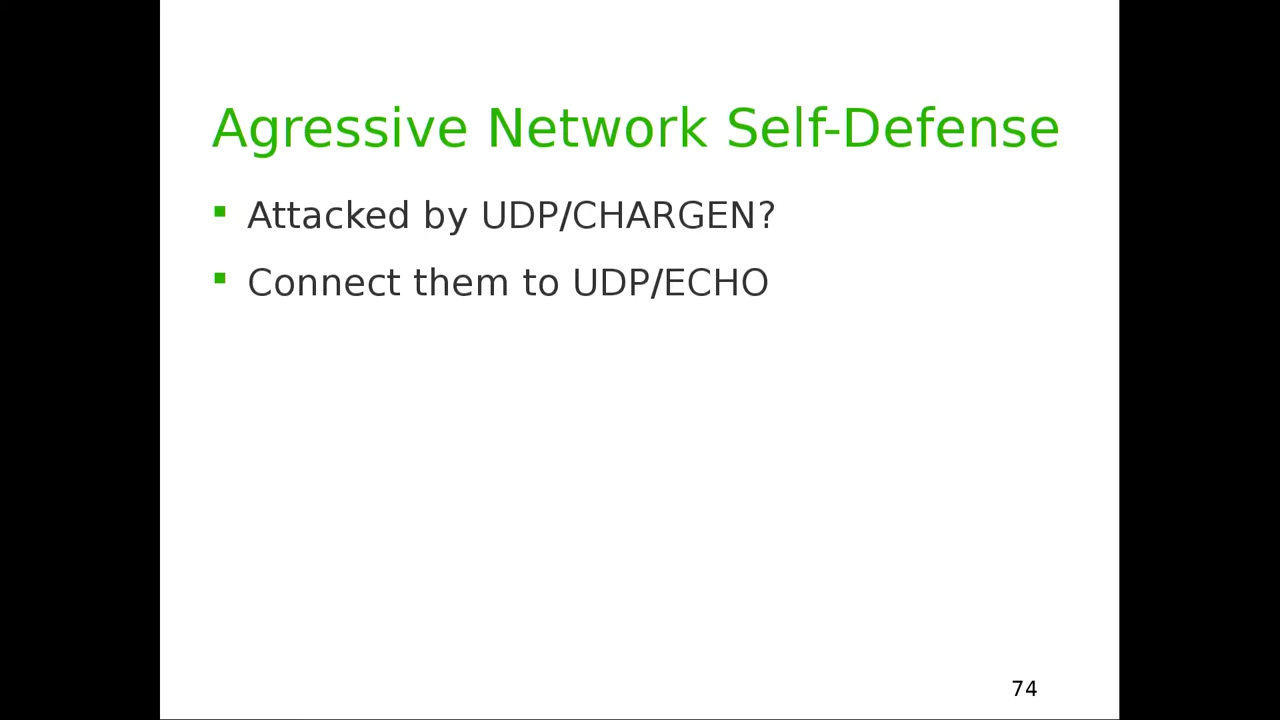 Agressive Network Self-Defense
▪ Attacked by UDP/CHARGEN?
▪ Connect them to UDP/ECHO
74